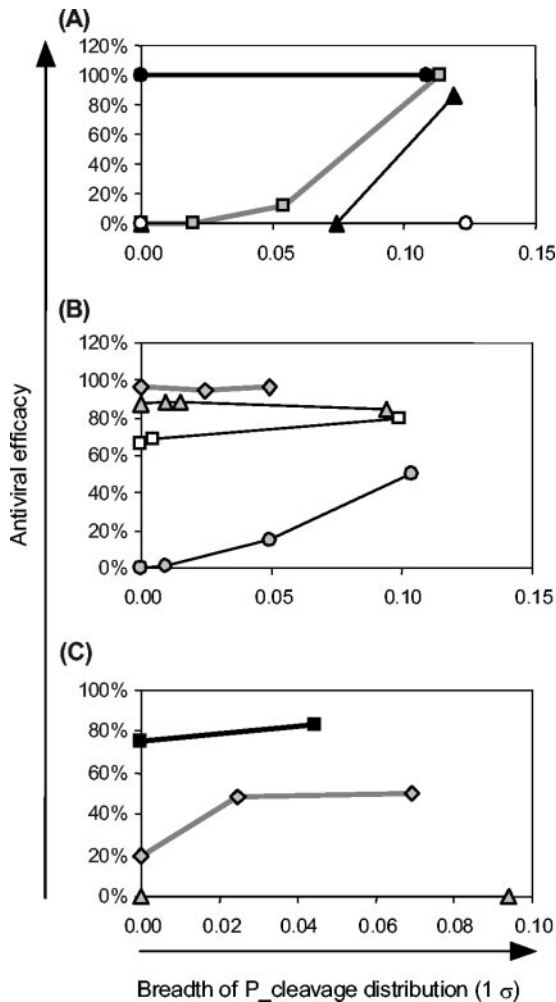 (A)
120%
100%
80%
60%
40%
20%
0%
0.00 0.05 0.10 0.15
(B)
120%
100%
80%
60%
40%
20%
0%
0.00 0.05 0.10 0.15
(C)
100%
80%
60%
40%
20%
0%
0.00 0.02 0.04 0.06 0.08 0.10
Antiviral efficacy
Breadth of P_cleavage distribution (1 σ)